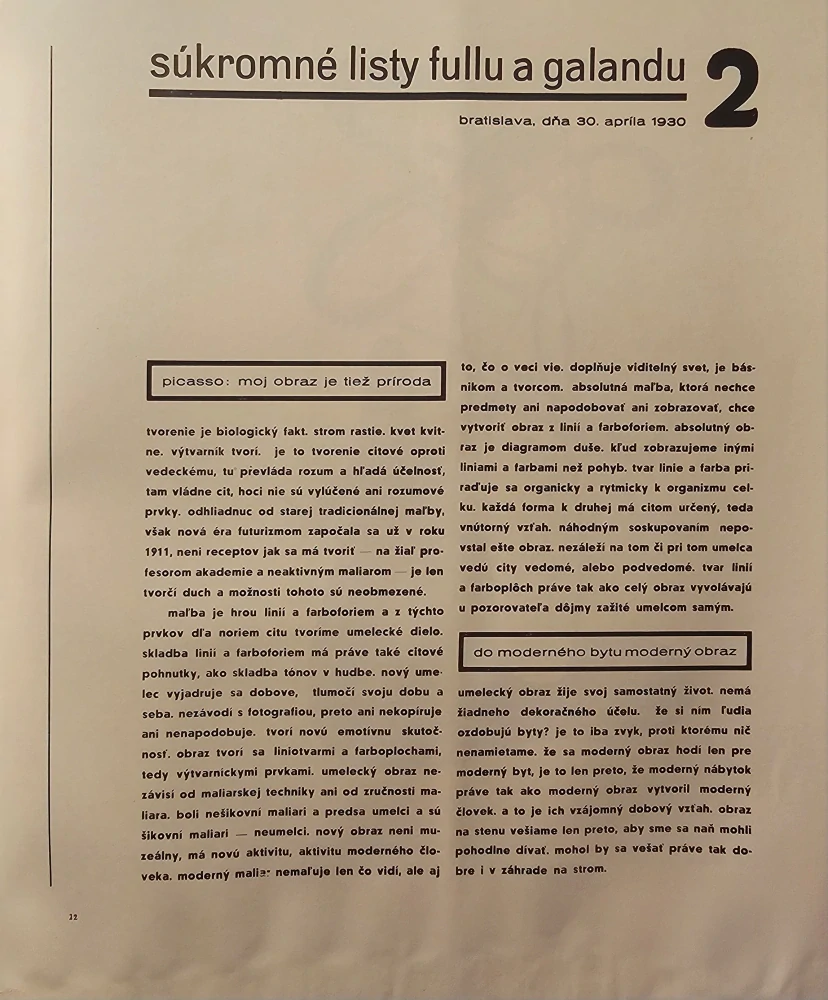 súkromné listy fullu a galandu 2
bratislava, dňa 30. apríla 1930
picasso: moj obraz je tiež príroda
tvorenie je biologický fakt. strom rastie. kvet kvit-
ne. výtvarník tvorí. je to tvorenie citové oproti
vedeckému, tu prevláda rozum a hľadá účelnosť,
tam vládne cit, hoci nie sú vylúčené ani rozumové
prvky. odhliadnuc od starej tradicionálnej maľby,
však nová éra futurizmom započala sa už v roku
1911, neni receptov jak sa má tvoriť — na žiaľ pro-
fesorom akademie a neaktivným maliarom — je len
tvorčí duch a možnosti tohoto sú neobmezené.
maľba je hrou linií a farboforiem a z týchto
prvkov dľa noriem citu tvoríme umelecké dielo.
skladba linií a farboforiem má práve také citové
pohnutky, ako skladba tónov v hudbe. nový ume-
lec vyjadruje sa dobove, tlumočí svoju dobu a
seba. nezávodí s fotografiou, preto ani nekopíruje
ani nenapodobuje. tvorí novú emotívnu skutoč-
nosť. obraz tvorí sa liniotvarmi a farboplochami,
tedy výtvarníckymi prvkami. umelecký obraz ne-
závisí od maliarskej techniky ani od zručnosti ma-
liara. boli nešikovní maliari a predsa umelci a sú
šikovní maliari — neumelci. nový obraz neni mu-
zeálny, má novú aktivitu, aktivitu moderného člo-
veka. moderný maliar nemaľuje len čo vidí, ale aj
to, čo o veci vie. doplňuje viditelný svet, je bás-
nikom a tvorcom. absolutná maľba, ktorá nechce
predmety ani napodobovať ani zobrazovať, chce
vytvoriť obraz z linií a farboforiem. absolutný ob-
raz je diagramom duše. kľud zobrazujeme inými
liniami a farbami než pohyb. tvar linie a farba pri-
raďuje sa organicky a rytmicky k organizmu cel-
ku. každá forma k druhej má citom určený, teda
vnútorný vzťah. náhodným soskupovaním nepo-
vstal ešte obraz. nezáleží na tom či pri tom umelca
vedú city vedomé, alebo podvedomé. tvar linií
a farboplôch práve tak ako celý obraz vyvolávajú
u pozorovateľa dôjmy zažité umelcom samým.
do moderného bytu moderný obraz
umelecký obraz žije svoj samostatný život. nemá
žiadneho dekoračného účelu. že si ním ľudia
ozdobujú byty? je to iba zvyk, proti ktorému nič
nenamietame. že sa moderný obraz hodí len pre
moderný byt, je to len preto, že moderný nábytok
práve tak ako moderný obraz vytvoril moderný
človek. a to je ich vzájomný dobový vzťah. obraz
na stenu vešiame len preto, aby sme sa naň mohli
pohodlne dívať. mohol by sa vešať práve tak do-
bre i v záhrade na strom.